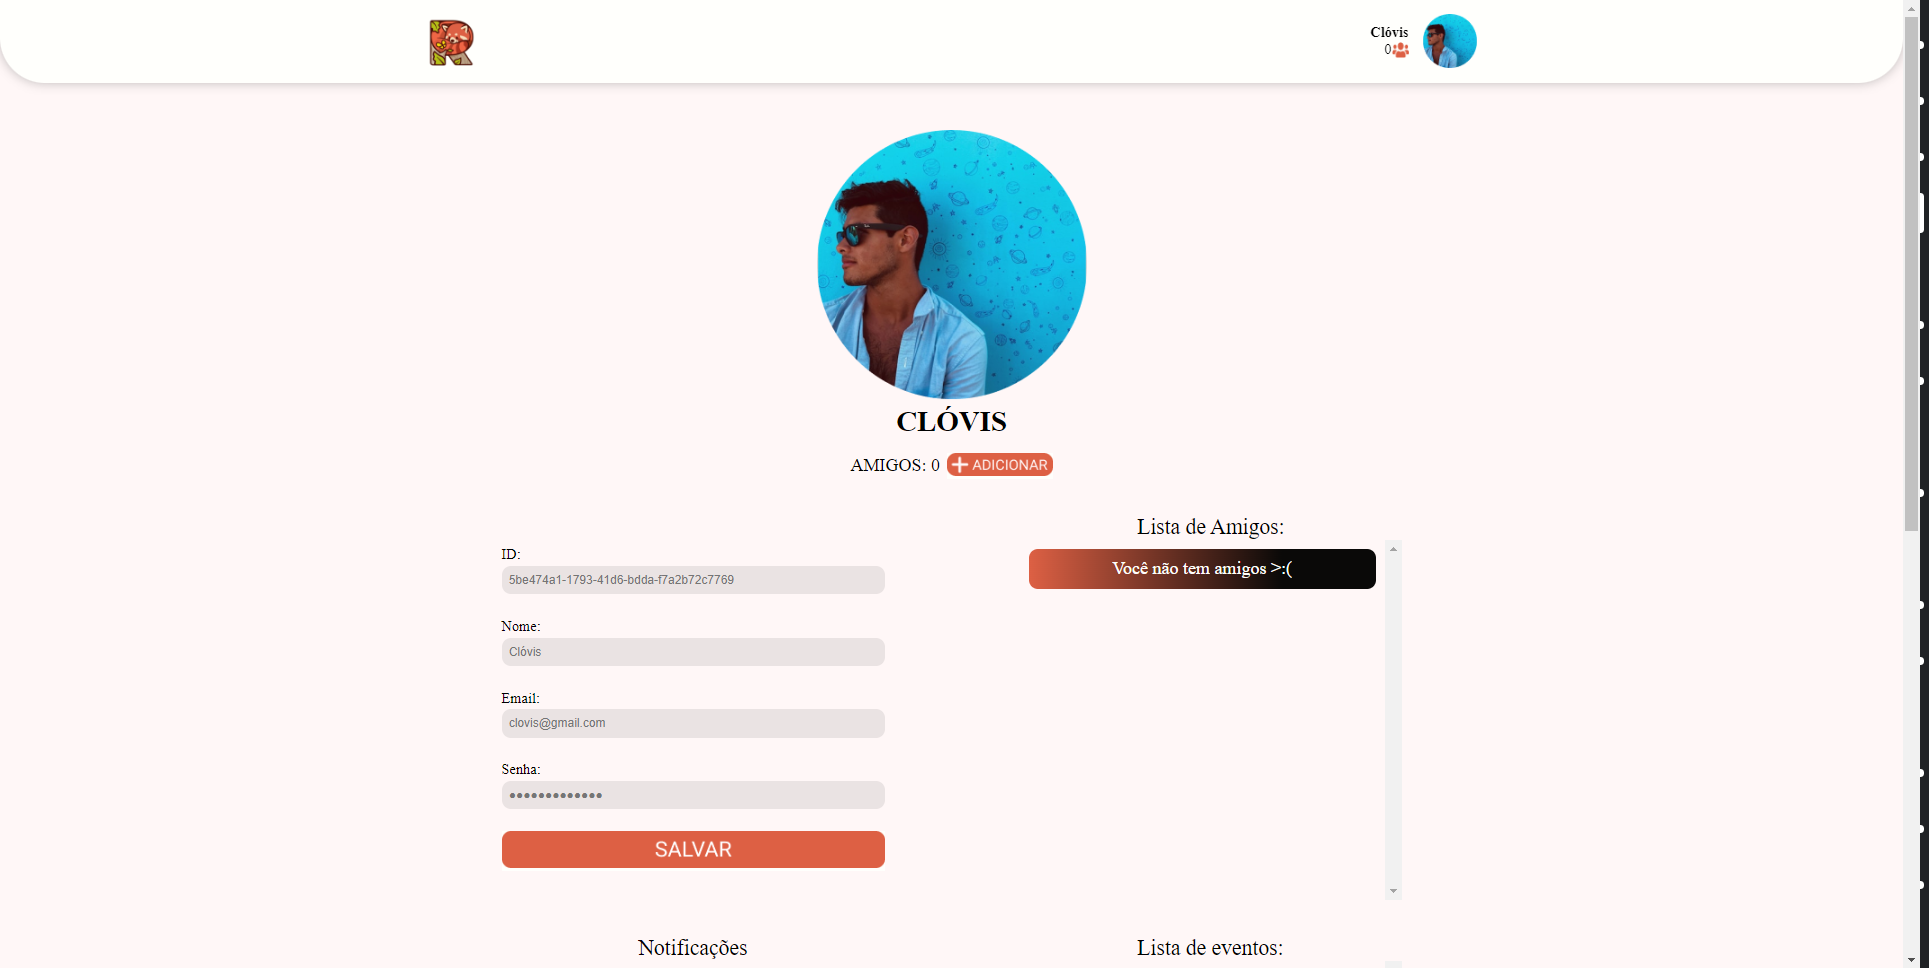 R
Clóvis
0
CLÓVIS
AMIGOS: 0
ADICIONAR
ID:
5be474a1-1793-41d6-bdda-f7a2b72c7769
Nome:
Clóvis
Email:
clovis@gmail.com
Senha:
•••••••••••••
SALVAR
Lista de Amigos:
Você não tem amigos >:(
Notificações
Lista de eventos: